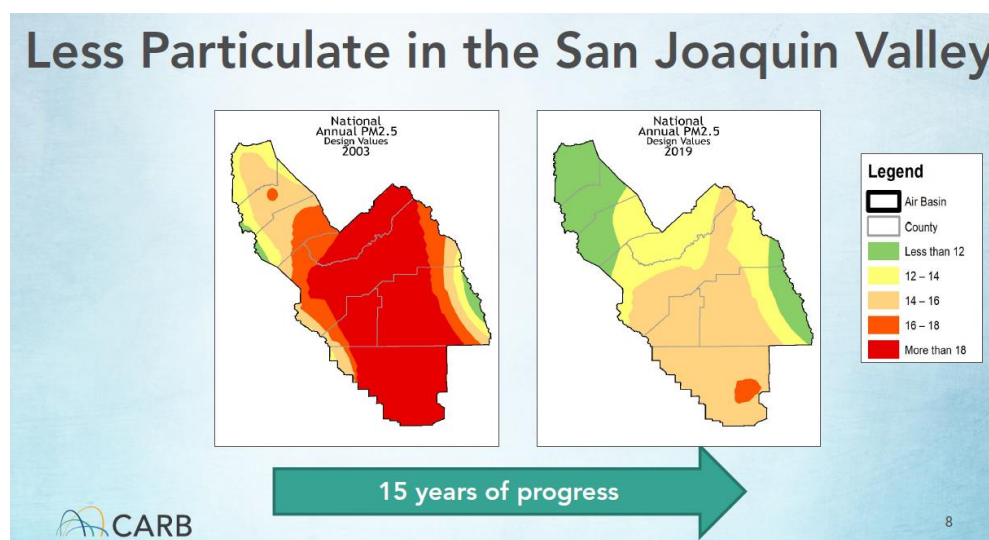 Less Particulate in the San Joaquin Valley
National
Annual PM2.5
Design Values
2003
National
Annual PM2.5
Design Values
2019
Legend
Air Basin
County
Less than 12
12 – 14
14 – 16
16 – 18
More than 18
15 years of progress
CARB
8